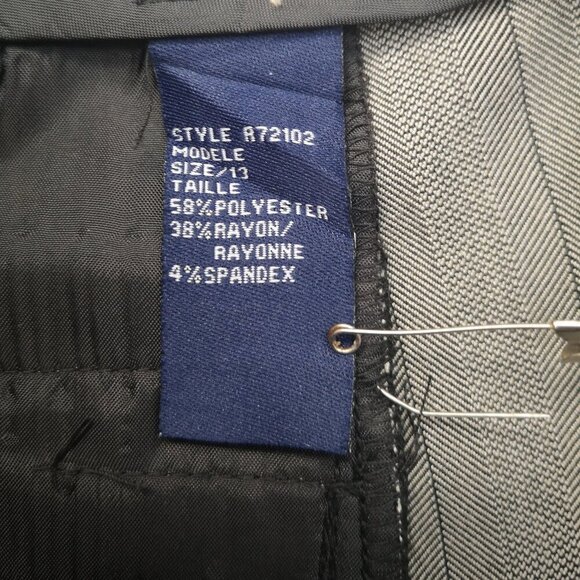 STYLE R72102
MODELE
SIZE/13
TAILLE
58%POLYESTER
38%RAYON/
RAYONNE
4%SPANDEX